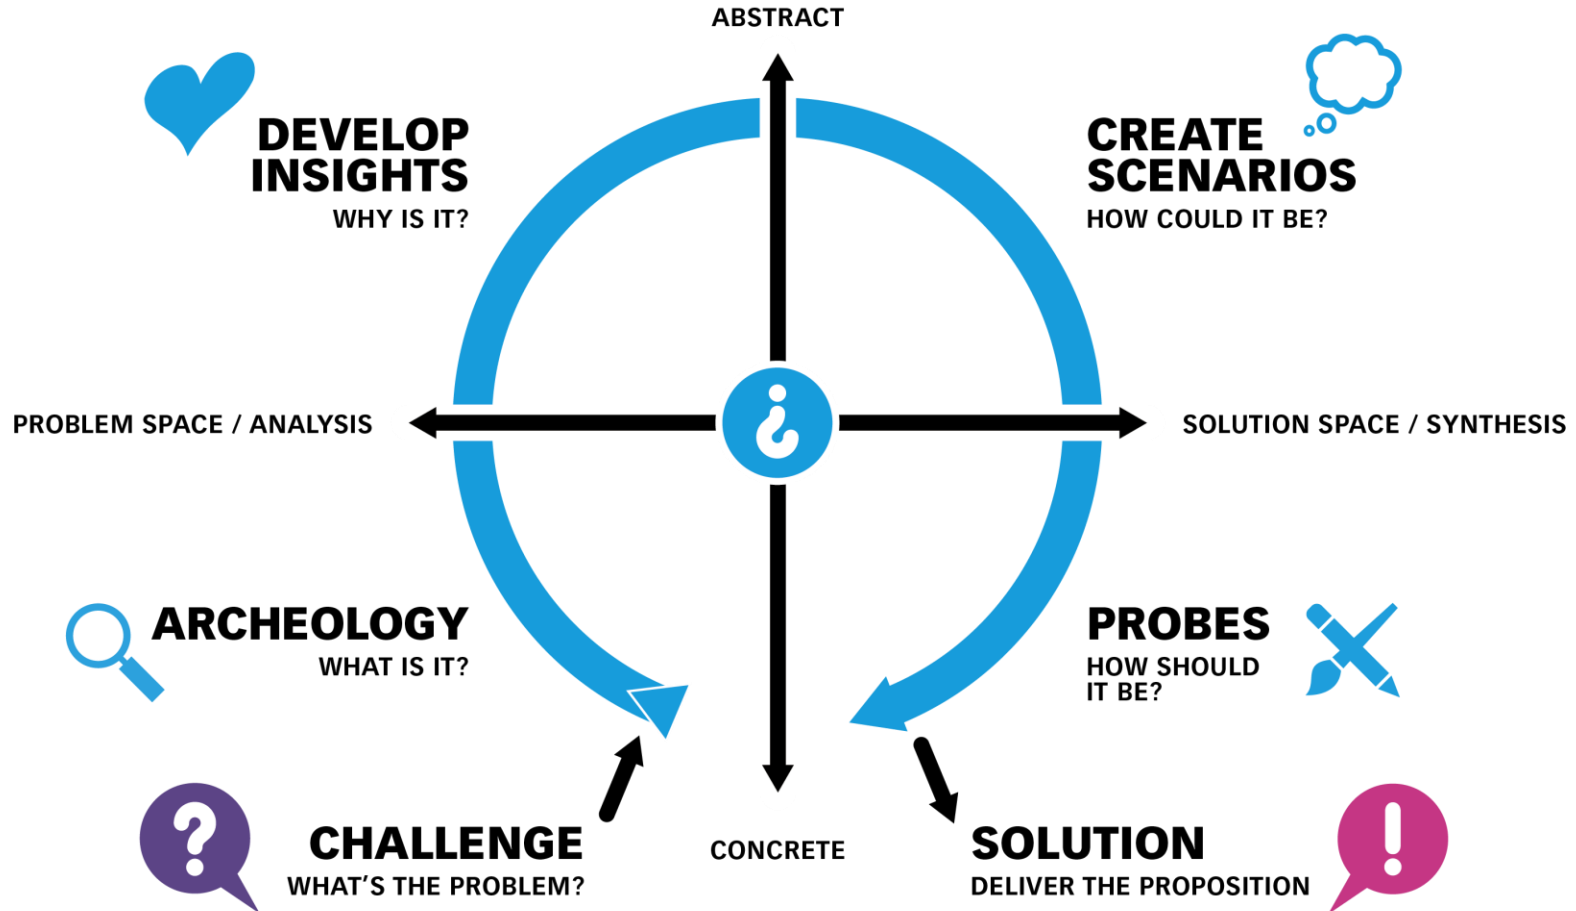 ABSTRACT
DEVELOP
INSIGHTS
WHY IS IT?
CREATE
SCENARIOS
HOW COULD IT BE?
PROBLEM SPACE / ANALYSIS
¿
SOLUTION SPACE / SYNTHESIS
ARCHEOLOGY
WHAT IS IT?
PROBES
HOW SHOULD
IT BE?
?
CHALLENGE
WHAT'S THE PROBLEM?
CONCRETE
SOLUTION
DELIVER THE PROPOSITION
!